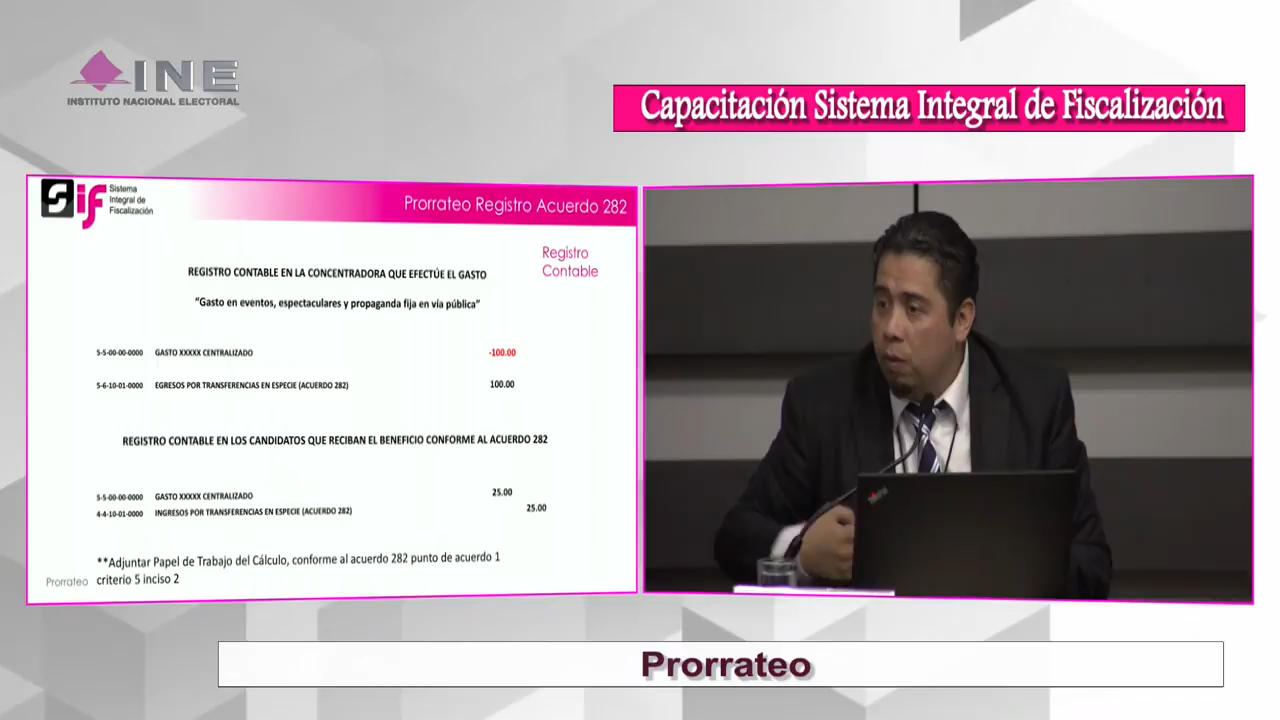 INE
INSTITUTO NACIONAL ELECTORAL
Capacitación Sistema Integral de Fiscalización
Sif Sistema
Integral de
Fiscalización
Prorrateo Registro Acuerdo 282
Registro
Contable
REGISTRO CONTABLE EN LA CONCENTRADORA QUE EFECTÚE EL GASTO
“Gasto en eventos, espectaculares y propaganda fija en vía pública”
5-5-00-00-0000 GASTO XXXXX CENTRALIZADO -100.00
5-6-10-01-0000 EGRESOS POR TRANSFERENCIAS EN ESPECIE (ACUERDO 282) 100.00
REGISTRO CONTABLE EN LOS CANDIDATOS QUE RECIBAN EL BENEFICIO CONFORME AL ACUERDO 282
5-5-00-00-0000 GASTO XXXXX CENTRALIZADO 25.00
4-4-10-01-0000 INGRESOS POR TRANSFERENCIAS EN ESPECIE (ACUERDO 282) 25.00
**Adjuntar Papel de Trabajo del Cálculo, conforme al acuerdo 282 punto de acuerdo 1
criterio 5 inciso 2
Prorrateo
ThinkPad
Prorrateo